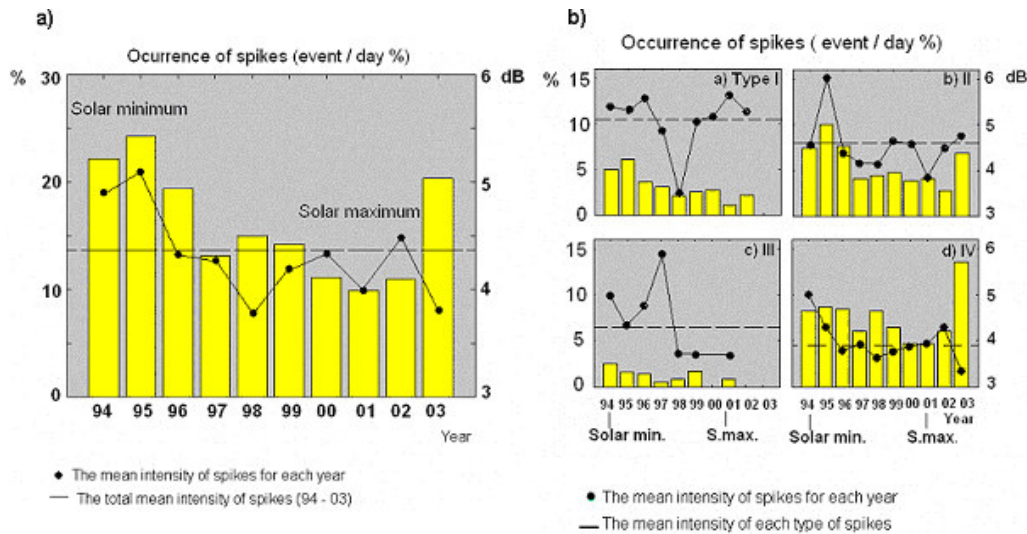 a)
Ocurrence of spikes (event / day %)
%
30
20
10
0
6
dB
5
4
3
Solar minimum
Solar maximum
94 95 96 97 98 99 00 01 02 03
Year
The mean intensity of spikes for each year
The total mean intensity of spikes (94 - 03)
b)
Occurrence of spikes ( event / day %)
%
15
10
5
0
a) Type I
b) II
6
dB
5
4
3
15
10
5
0
c) III
d) IV
6
5
4
3
94 95 96 97 98 99 00 01 02 03
94 95 96 97 98 99 00 01 02 03
Year
Solar min.
S.max.
Solar min.
S.max.
The mean intensity of spikes for each year
The mean intensity of each type of spikes